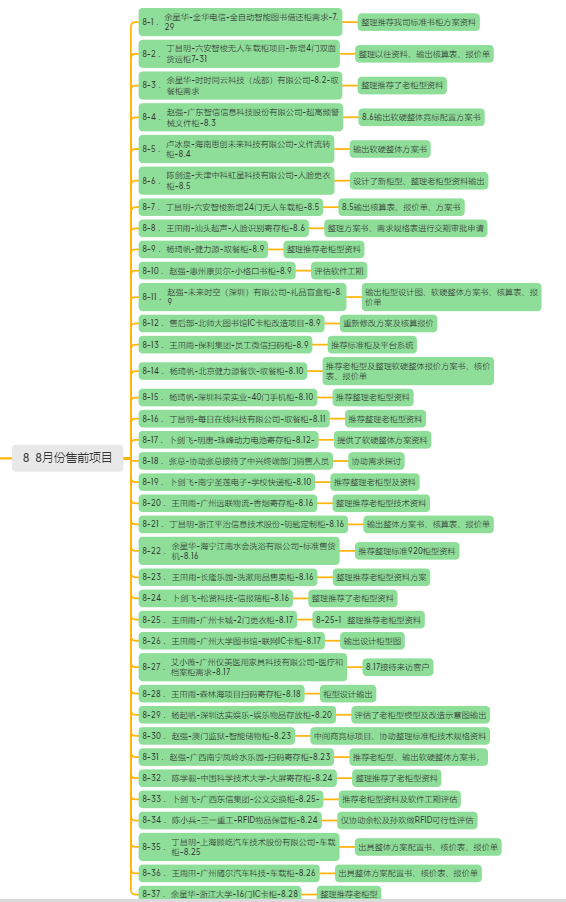 8 8月份售前项目
8-1 . 余星华-金华电信-全自动智能图书借还柜需求-7.
29
整理推荐我司标准书柜方案资料
8-2 . 丁昌明-六安智梭无人车载柜项目-新增4门双面
货运柜7-31
整理以往资料、输出核算表、报价单
8-3 . 余星华-时时同云科技（成都）有限公司-8.2-取
餐柜需求
整理推荐了老柜型资料
8-4 . 赵强-广东智信信息科技股份有限公司-超高频警
械文件柜-8.3
8.6输出软硬整体竞标配置方案书
8-5 . 卢冰泉-海南思创未来科技有限公司-文件流转
柜-8.4
输出软硬整体方案书
8-6 . 陈剑连-天津中科虹星科技有限公司-人脸更衣
柜-8.5
设计了新柜型、整理老柜型资料输出
8-7 . 丁昌明-六安智梭新增24门无人车载柜-8.5
8.5输出核算表、报价单、方案书
8-8 . 王田雨-汕头超声-人脸识别寄存柜-8.6
整理方案书、需求规格表进行交期审批申请
8-9 . 杨琦帆-健力源-取餐柜-8.9
整理推荐老柜型资料
8-10 . 赵强-惠州康贝尔-小格口书柜-8.9
评估软件工期
8-11 . 赵强-未来时空（深圳）有限公司-礼品盲盒柜-8.
9
输出柜型设计图、软硬整体方案书、核算表、报
价单
8-12 . 售后部-北师大图书馆IC卡柜改造项目-8.9
重新修改方案及核算报价
8-13 . 王田雨-保利集团-员工微信扫码柜-8.9
推荐标准柜及平台系统
8-14 . 杨琦帆-北京健力源餐饮-取餐柜-8.10
推荐老柜型及整理软硬整体报价方案书、核价
表、报价单
8-15 . 杨琦帆-深圳科荣实业-40门手机柜-8.10
推荐整理老柜型资料
8-16 . 丁昌明-每日在线科技有限公司-取餐柜-8.11
推荐整理老柜型资料
8-17 . 卜剑飞-明唐-珠峰动力电池寄存柜-8.12-
提供了软硬整体方案资料
8-18 . 张总-协动张总接待了中兴终端部门销售人员
协动需求探讨
8-19 . 卜剑飞-南宁圣莲电子-学校快递柜-8.10
推荐整理老柜型及资料
8-20 . 王田雨-广州远联物流-香烟寄存柜-8.16
整理推荐老柜型技术资料
8-21 . 丁昌明-浙江平治信息技术股份-钥匙定制柜-8.16
输出整体方案书、核算表、报价单
8-22 . 余星华-海宁江南水会洗浴有限公司-标准售货
机-8.16
推荐整理标准920柜型资料
8-23 . 王田雨-长隆乐园-洗漱用品售卖柜-8.16
整理推荐老柜型资料方案
8-24 . 卜剑飞-松贤科技-信报箱柜-8.16
整理推荐了老柜型资料
8-25 . 王田雨-广州卡城-2门更衣柜-8.17
8-25-1 整理推荐老柜型资料
8-26 . 王田雨-广州大学图书馆-联网IC卡柜-8.17
输出设计柜型图
8-27 . 艾小薇-广州仪美医用家具科技有限公司-医疗和
档案柜需求-8.17
8.17接待来访客户
8-28 . 王田雨-森林海项目扫码寄存柜-8.18
柜型设计输出
8-29 . 杨起帆-深圳达实娱乐-娱乐物品存放柜-8.20
评估了老柜型模型及改造示意图输出
8-30 . 赵强-澳门监狱-智能储物柜-8.23
中间商竞标项目、协动整理标准柜技术规格资料
8-31 . 赵强-广西南宁凤岭水乐园-扫码寄存柜-8.23
推荐老柜型、输出软硬整体方案书、
8-32 . 陈学毅-中国科学技术大学-大屏寄存柜-8.24
整理推荐了老柜型资料
8-33 . 卜剑飞-广西东信集团-公文交换柜-8.25-
推荐老柜型资料及软件工期评估
8-34 . 陈小兵-三一重工-RFID物品保管柜-8.24
仅协动余松及孙欢做RFID可行性评估
8-35 . 丁昌明-上海顾屹汽车技术股份有限公司-车载
柜-8.25
出具整体方案配置书、核价表、报价单
8-36 . 王雨田-广州随尔汽车科技-车载柜-8.26
出具整体方案配置书、核价表、报价单
8-37 . 余星华-浙江大学-16门IC卡柜-8.28
整理推荐老柜型